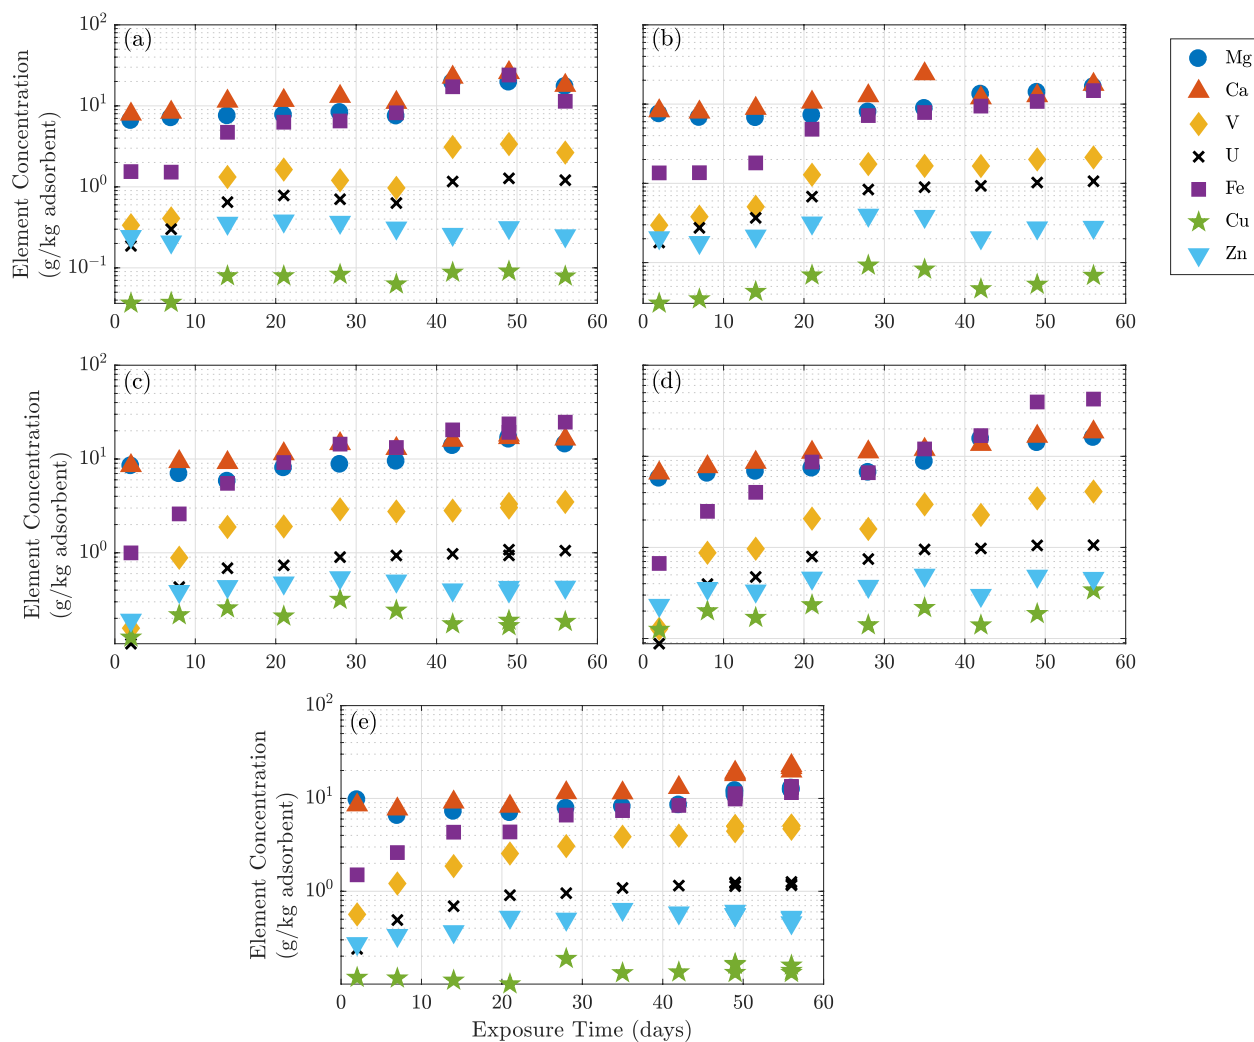 (a)
(b)
10^2
10^1
10^0
10^−1
Element Concentration
(g/kg adsorbent)
0 10 20 30 40 50 60
0 10 20 30 40 50 60
Mg
Ca
V
U
Fe
Cu
Zn
(c)
(d)
10^2
10^1
10^0
Element Concentration
(g/kg adsorbent)
0 10 20 30 40 50 60
0 10 20 30 40 50 60
(e)
10^2
10^1
10^0
Element Concentration
(g/kg adsorbent)
0 10 20 30 40 50 60
Exposure Time (days)